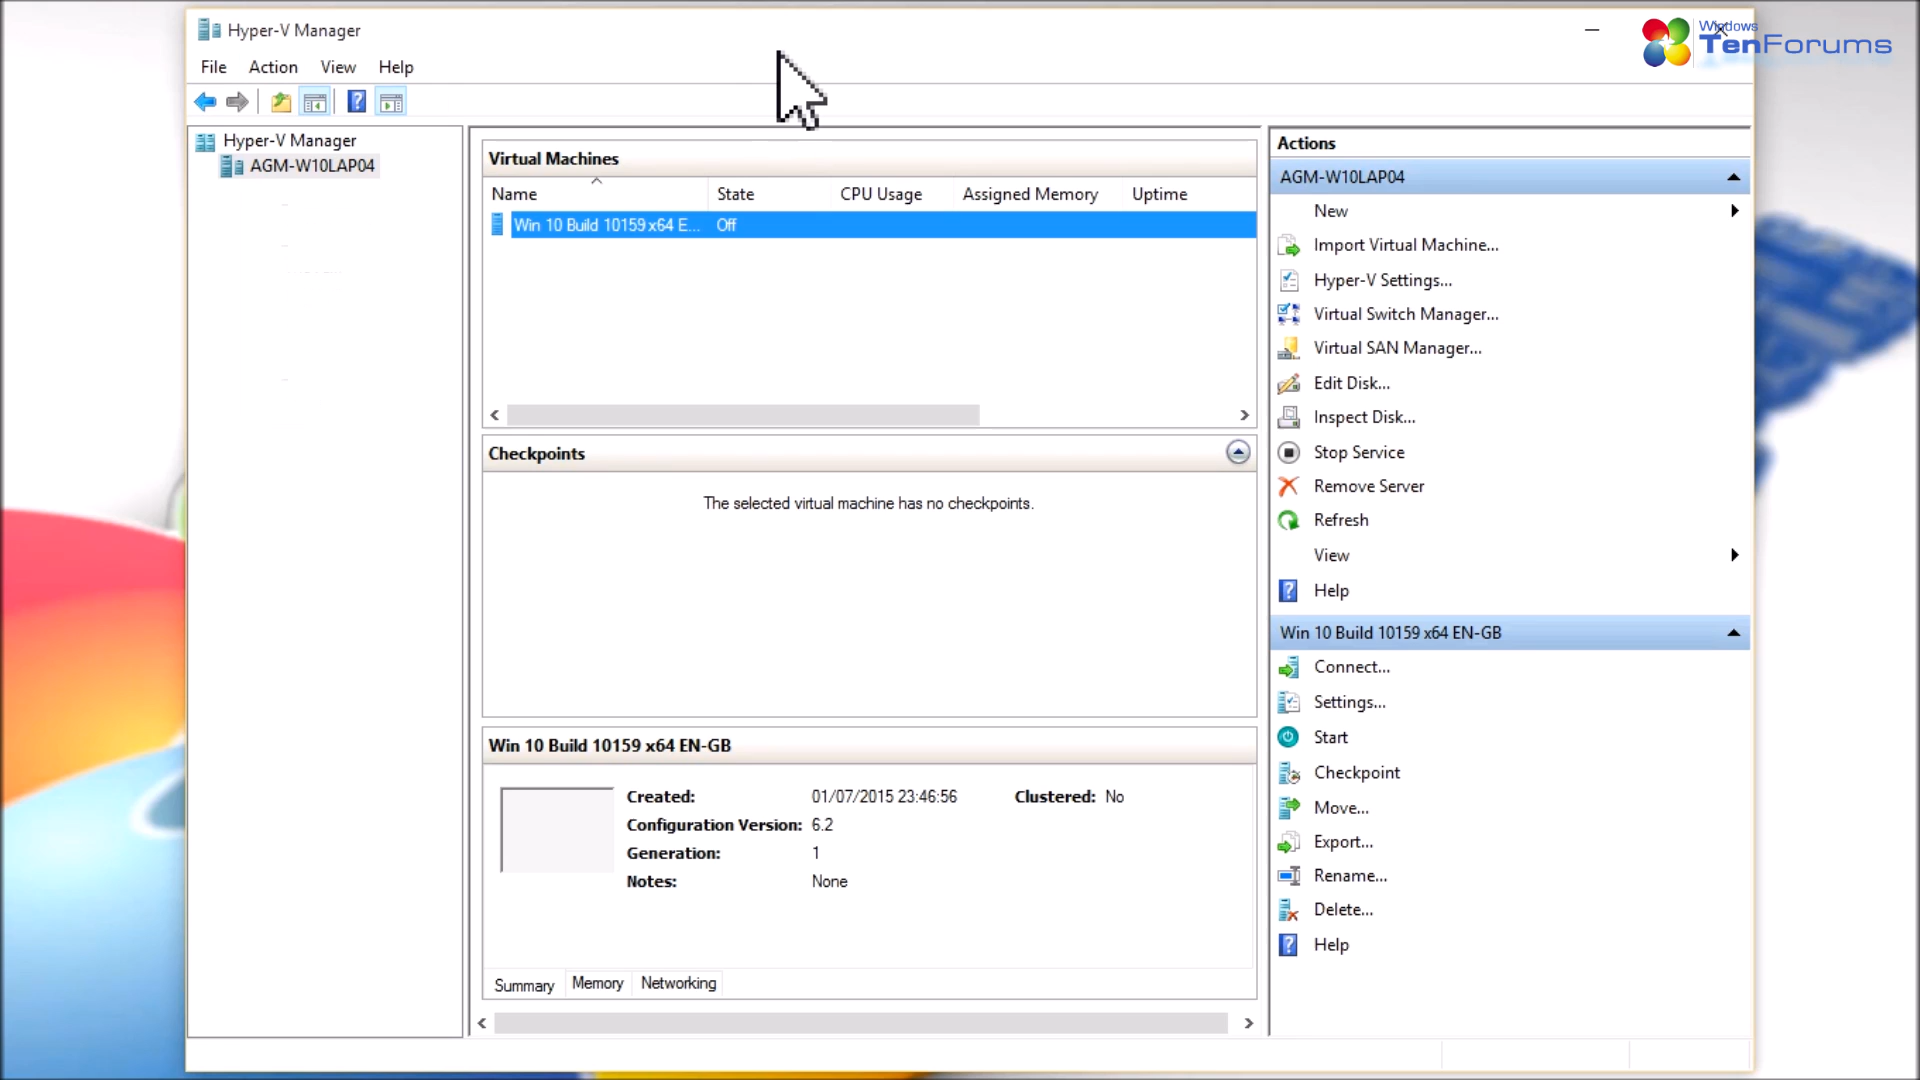 Hyper-V Manager
Windows
TenForums
File Action View Help
Hyper-V Manager
AGM-W10LAP04
Virtual Machines
Name State CPU Usage Assigned Memory Uptime
Win 10 Build 10159 x64 E... Off
Checkpoints
The selected virtual machine has no checkpoints.
Win 10 Build 10159 x64 EN-GB
Created: 01/07/2015 23:46:56 Clustered: No
Configuration Version: 6.2
Generation: 1
Notes: None
Summary Memory Networking
Actions
AGM-W10LAP04
New
Import Virtual Machine...
Hyper-V Settings...
Virtual Switch Manager...
Virtual SAN Manager...
Edit Disk...
Inspect Disk...
Stop Service
Remove Server
Refresh
View
Help
Win 10 Build 10159 x64 EN-GB
Connect...
Settings...
Start
Checkpoint
Move...
Export...
Rename...
Delete...
Help